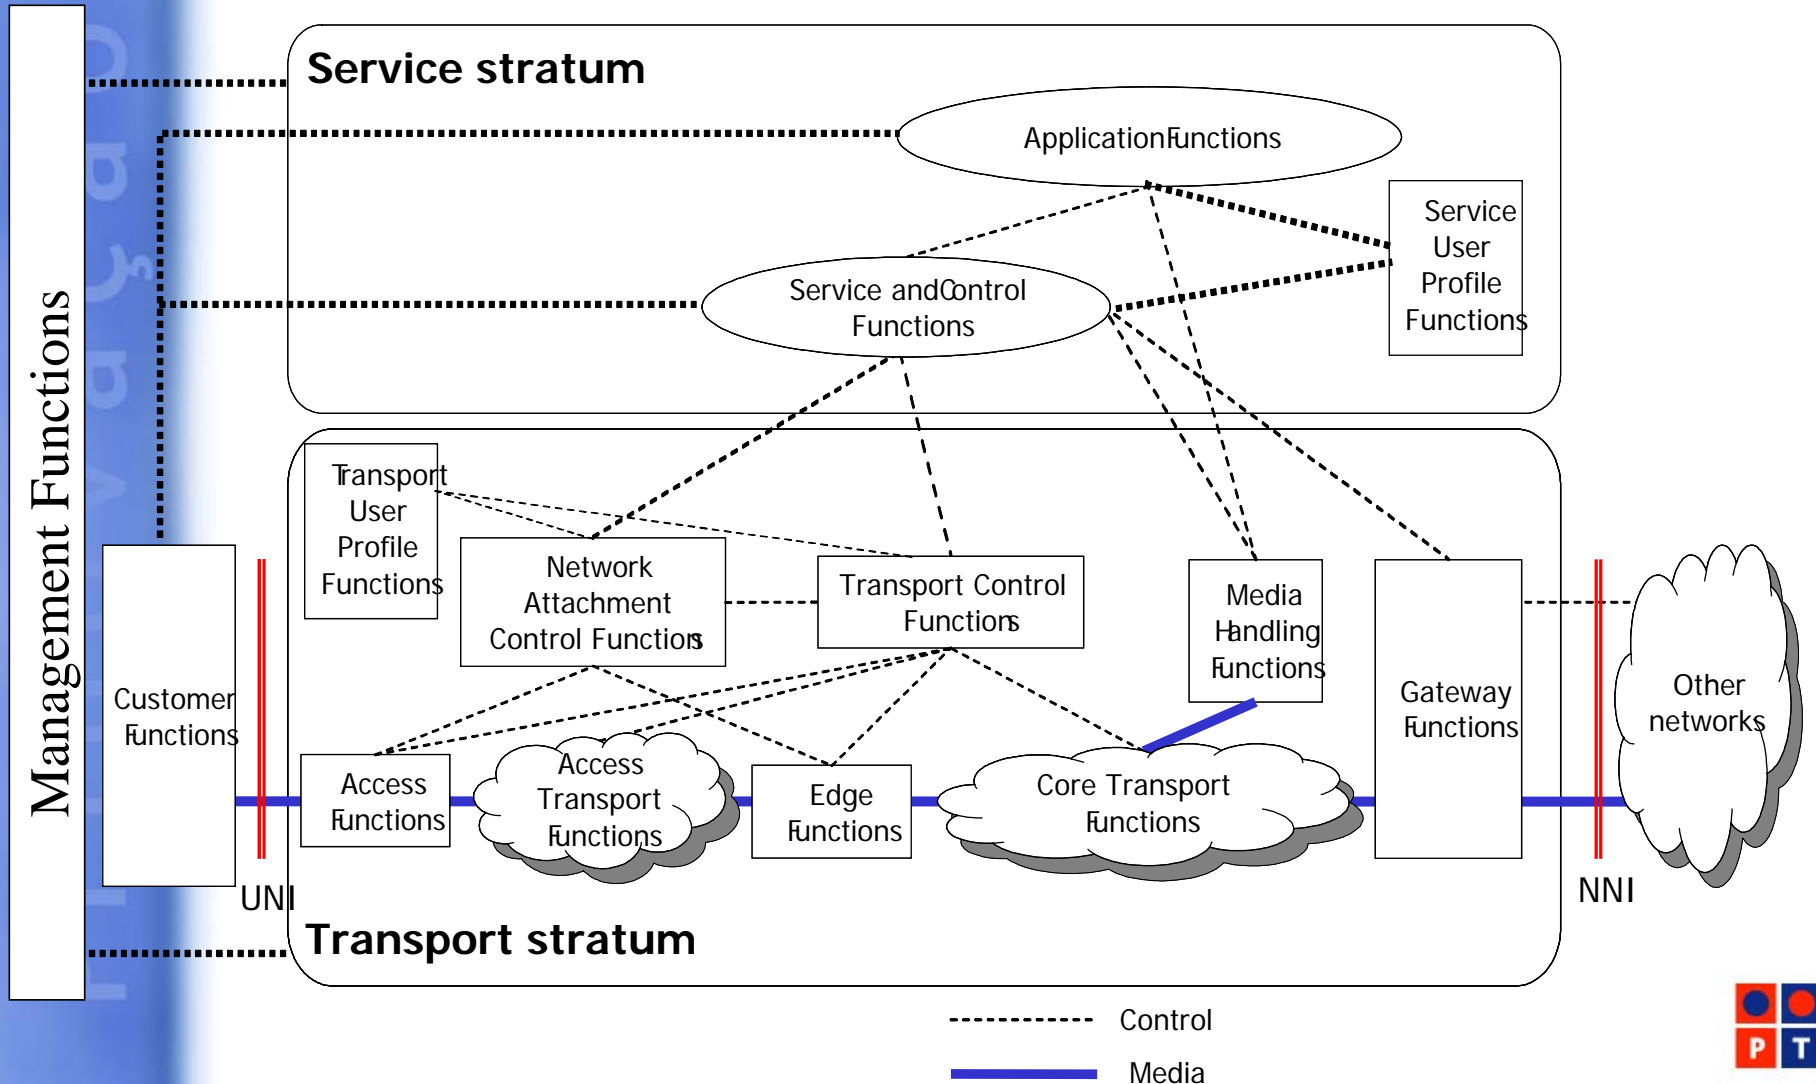 Management Functions
Service stratum
Application Functions
Service
User
Profile
Functions
Service and Control
Functions
Transport
User
Profile
Functions
Network
Attachment
Control Functions
Transport Control
Functions
Media
Handling
Functions
Gateway
Functions
Other
networks
Customer
Functions
Access
Functions
Access
Transport
Functions
Edge
Functions
Core Transport
Functions
UNI
NNI
Transport stratum
Control
Media
P T